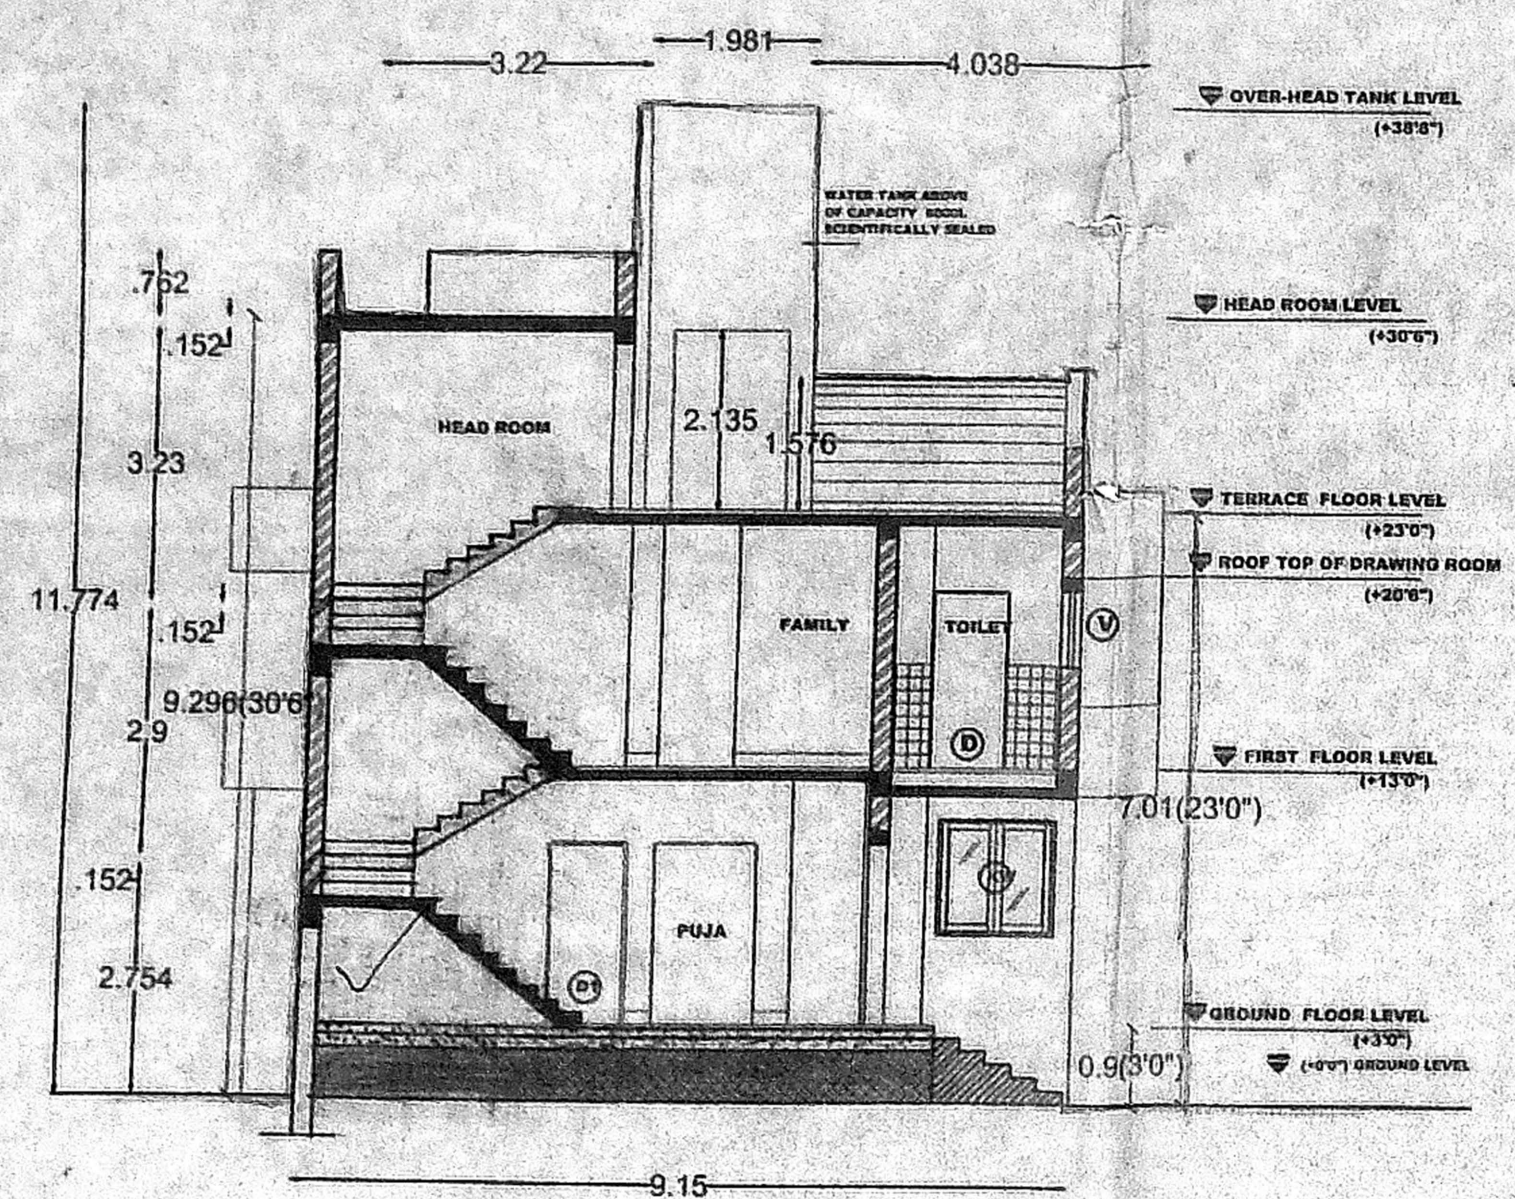 1.981
3.22
4.038
OVER-HEAD TANK LEVEL
(+38'8")
WATER TANK ABOVE
OF CAPACITY
SCIENTIFICALLY SEALED
.762
.152
HEAD ROOM LEVEL
(+30'6")
HEAD ROOM
2.135
1.576
3.23
TERRACE FLOOR LEVEL
(+23'0")
ROOF TOP OF DRAWING ROOM
(+20'6")
11.774
.152
FAMILY
TOILET
V
9.296(30'6"
2.9
D
FIRST FLOOR LEVEL
(+13'0")
7.01(23'0")
.152
PUJA
2.754
D1
GROUND FLOOR LEVEL
(+3'0")
0.9(3'0")
(+0'0") GROUND LEVEL
9.15